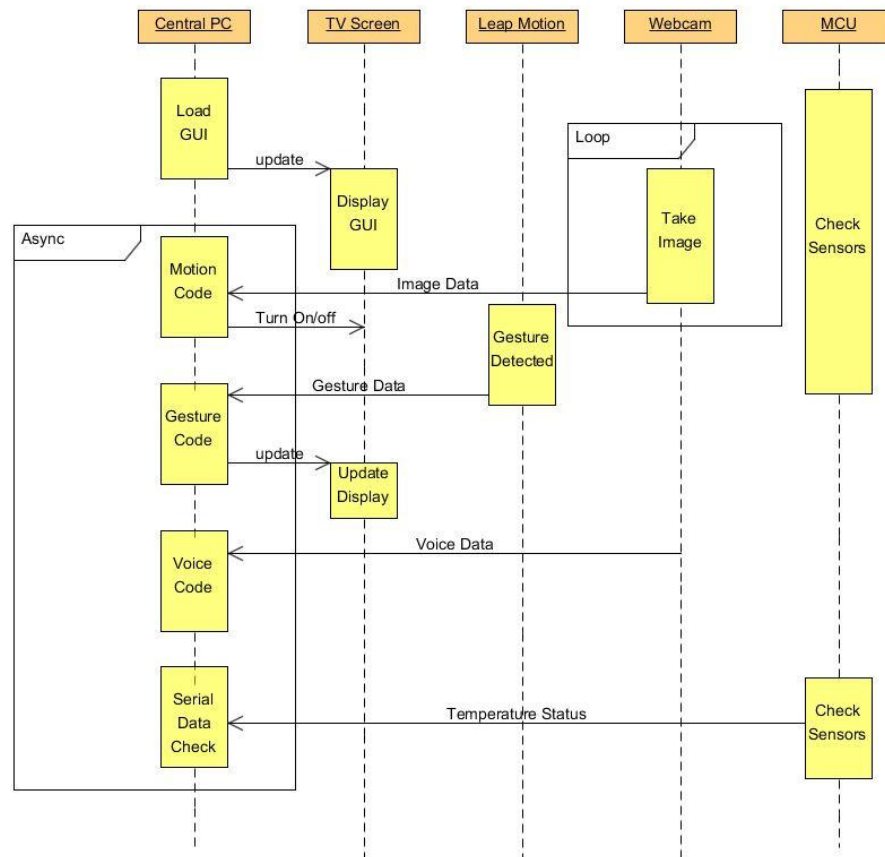 Central PC
TV Screen
Leap Motion
Webcam
MCU
Load
GUI
update
Loop
Display
GUI
Take
Image
Check
Sensors
Async
Motion
Code
Image Data
Turn On/off
Gesture
Detected
Gesture Data
Gesture
Code
update
Update
Display
Voice Data
Voice
Code
Serial
Data
Check
Temperature Status
Check
Sensors